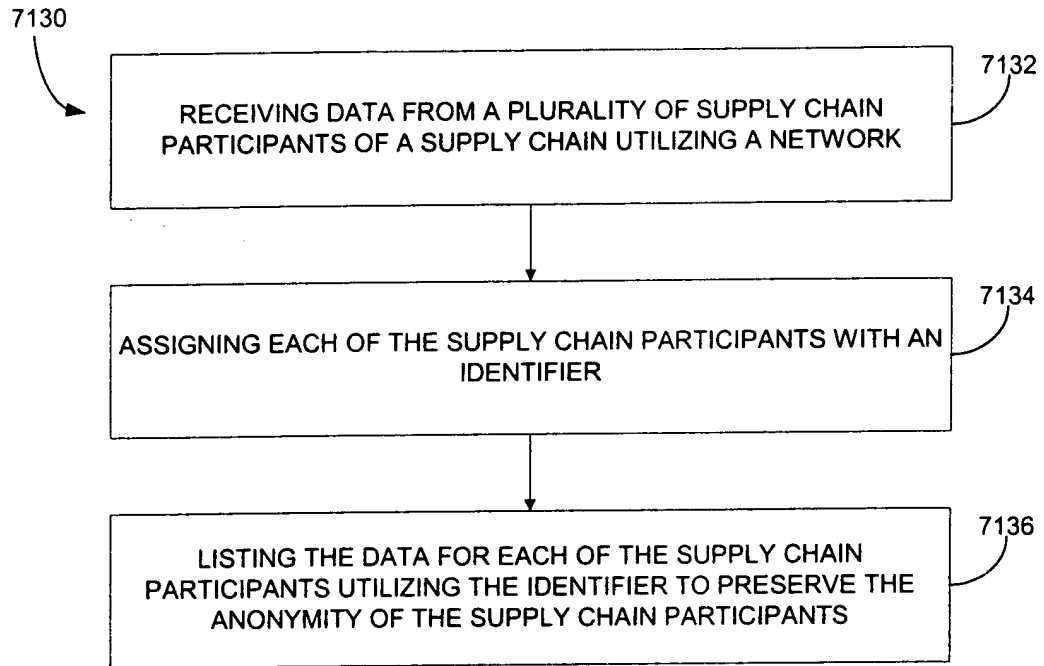 7130
7132
RECEIVING DATA FROM A PLURALITY OF SUPPLY CHAIN
PARTICIPANTS OF A SUPPLY CHAIN UTILIZING A NETWORK
7134
ASSIGNING EACH OF THE SUPPLY CHAIN PARTICIPANTS WITH AN
IDENTIFIER
7136
LISTING THE DATA FOR EACH OF THE SUPPLY CHAIN
PARTICIPANTS UTILIZING THE IDENTIFIER TO PRESERVE THE
ANONYMITY OF THE SUPPLY CHAIN PARTICIPANTS